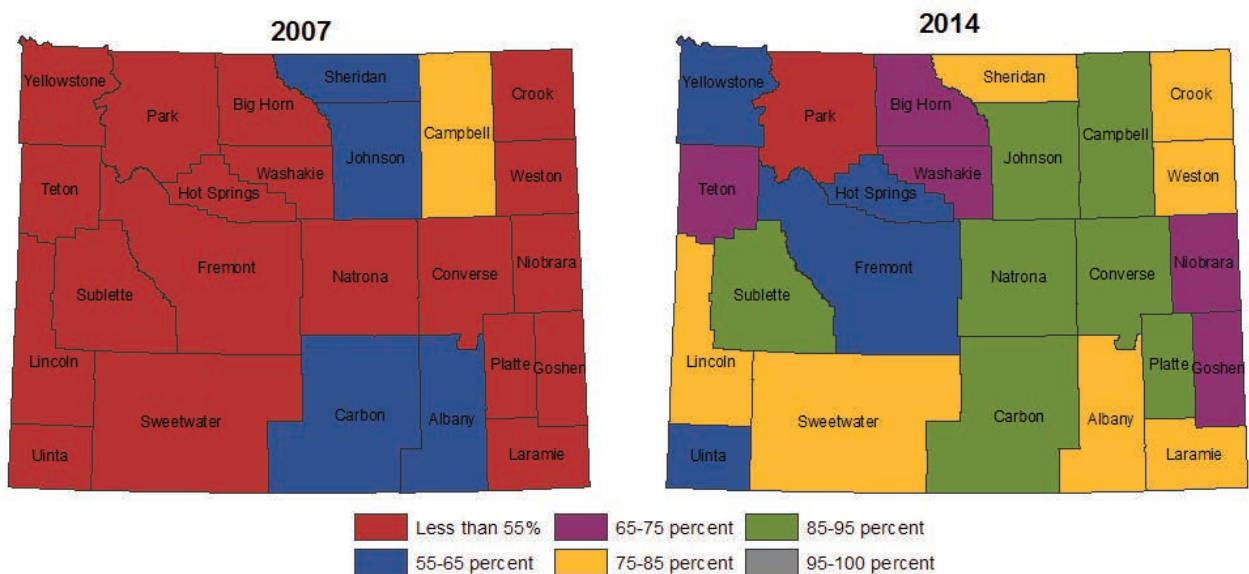 2007
Yellowstone
Park
Big Horn
Sheridan
Campbell
Crook
Johnson
Teton
Hot Springs
Washakie
Weston
Fremont
Natrona
Converse
Niobrara
Sublette
Lincoln
Platte
Goshen
Sweetwater
Carbon
Albany
Uinta
Laramie
2014
Yellowstone
Park
Big Horn
Sheridan
Campbell
Crook
Johnson
Teton
Hot Springs
Washakie
Weston
Fremont
Natrona
Converse
Niobrara
Sublette
Lincoln
Platte
Goshen
Sweetwater
Carbon
Albany
Uinta
Laramie
Less than 55%
65-75 percent
85-95 percent
55-65 percent
75-85 percent
95-100 percent